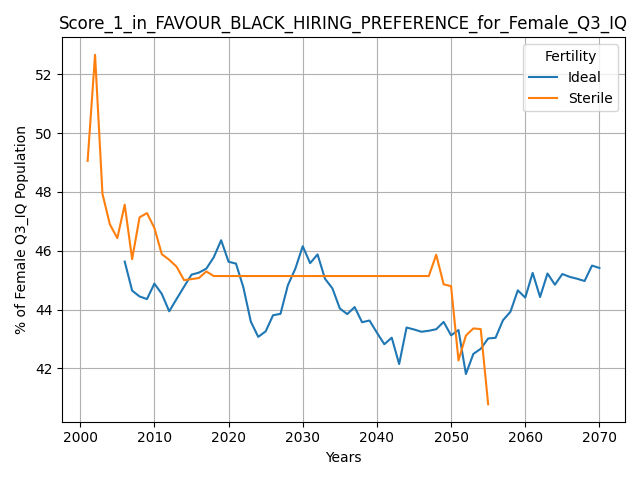 Score_1_in_FAVOUR_BLACK_HIRING_PREFERENCE_for_Female_Q3_IQ
Fertility
Ideal
Sterile
% of Female Q3_IQ Population
52
50
48
46
44
42
2000 2010 2020 2030 2040 2050 2060 2070
Years